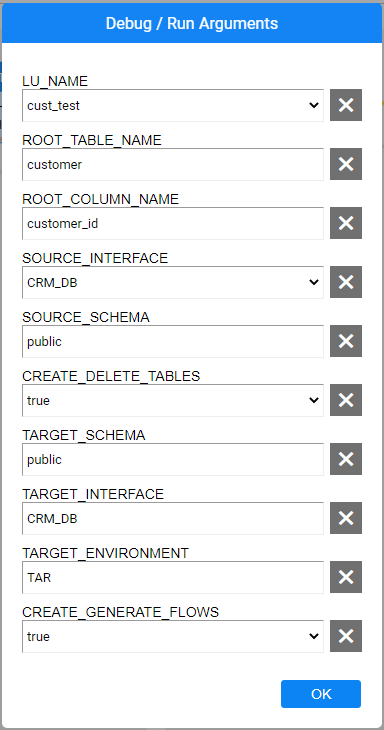 Debug / Run Arguments
LU_NAME
cust_test
ROOT_TABLE_NAME
customer
ROOT_COLUMN_NAME
customer_id
SOURCE_INTERFACE
CRM_DB
SOURCE_SCHEMA
public
CREATE_DELETE_TABLES
true
TARGET_SCHEMA
public
TARGET_INTERFACE
CRM_DB
TARGET_ENVIRONMENT
TAR
CREATE_GENERATE_FLOWS
true
OK